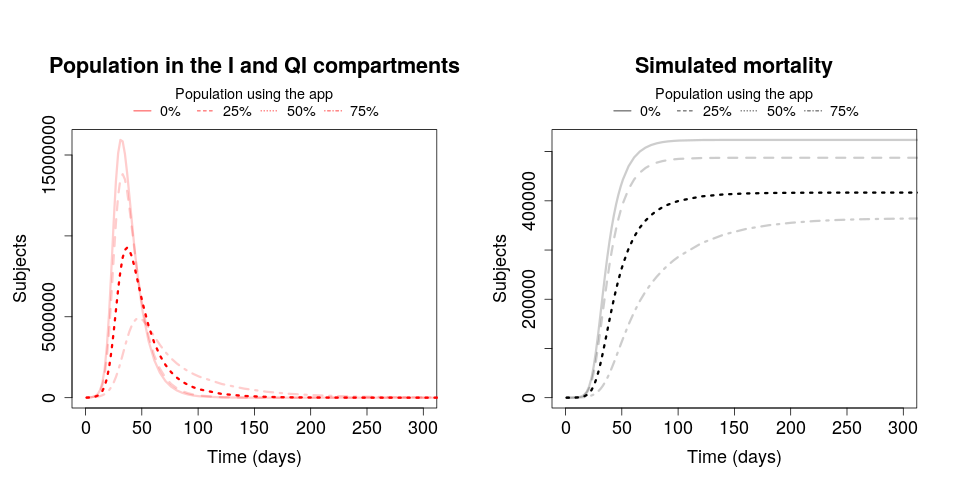 Population in the I and QI compartments
Population using the app
0% 25% 50% 75%
15000000
5000000
0
Subjects
0 50 100 150 200 250 300
Time (days)
Simulated mortality
Population using the app
0% 25% 50% 75%
400000
200000
0
Subjects
0 50 100 150 200 250 300
Time (days)